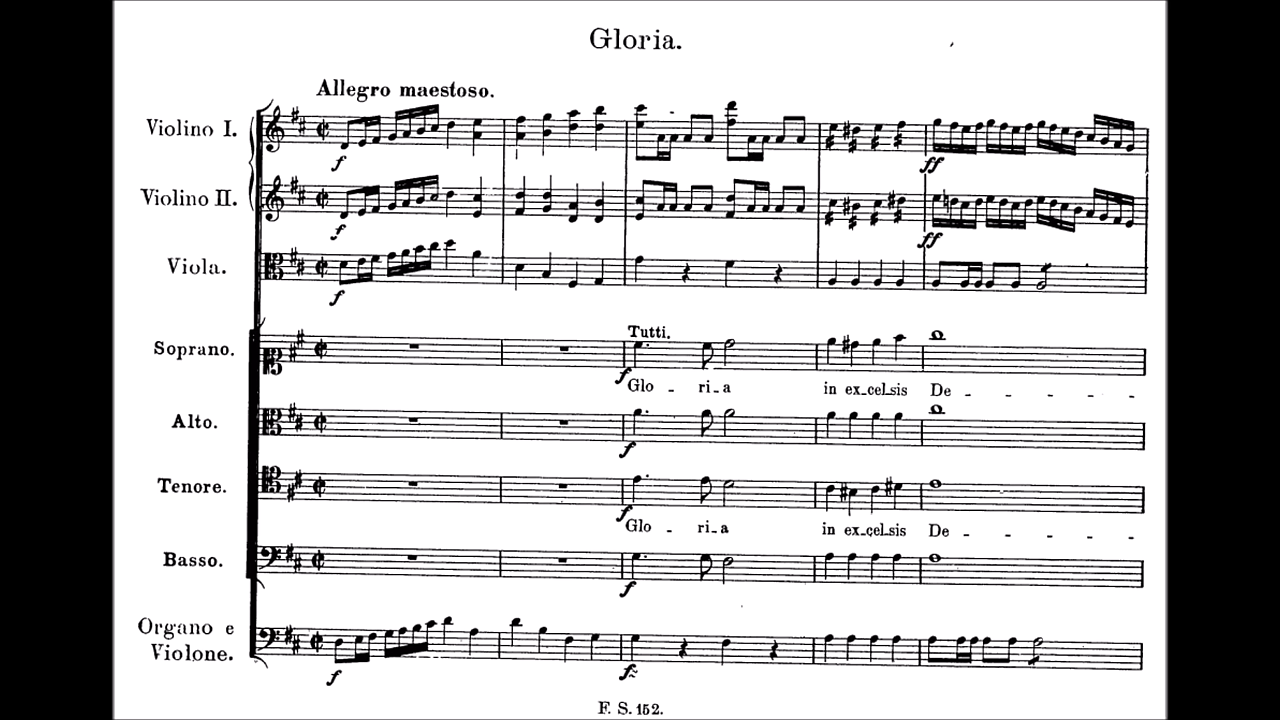 Gloria.
Allegro maestoso.
Violino I.
f
ff
Violino II.
f
ff
Viola.
f
Tutti.
Soprano.
f
Glo - ri - a in ex - cel - sis De - - - - - -
Alto.
f
Tenore.
f
Glo - ri - a in ex - cel - sis De - - - - - -
Basso.
f
Organo e
Violone.
f
f
F. S. 152.